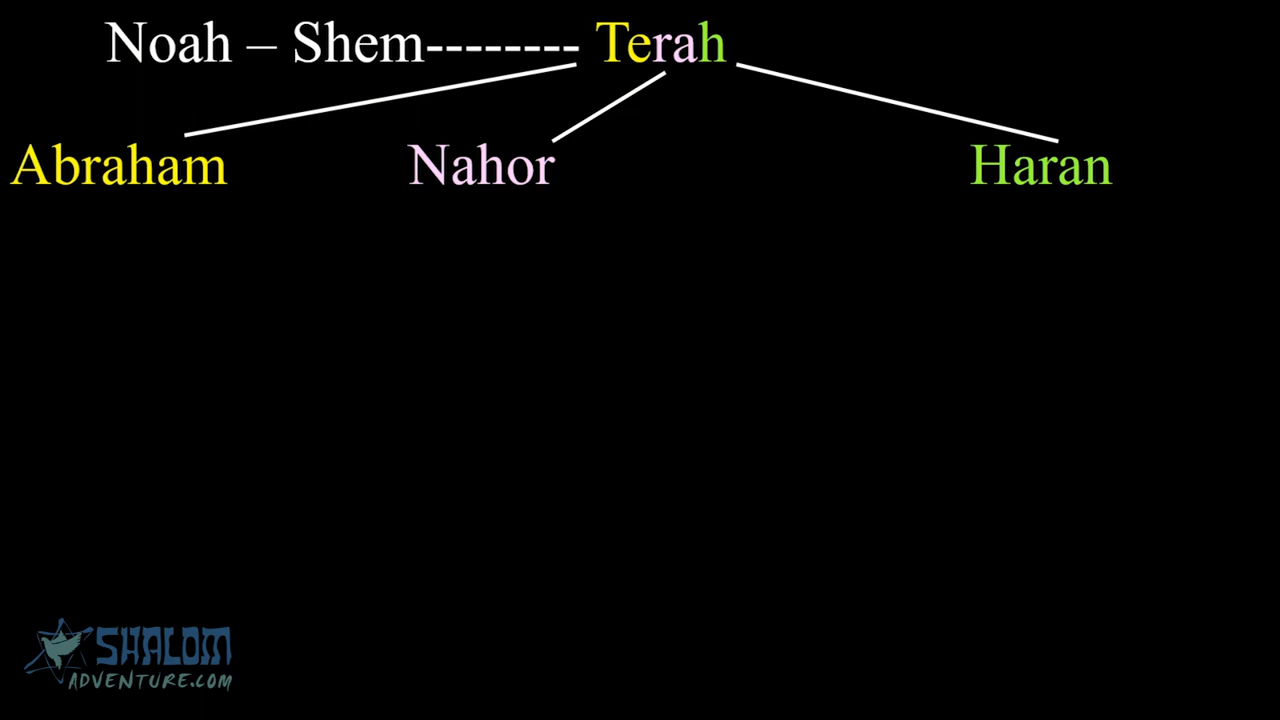 Noah – Shem-------- Terah
Abraham Nahor Haran
SHALOM
ADVENTURE.COM